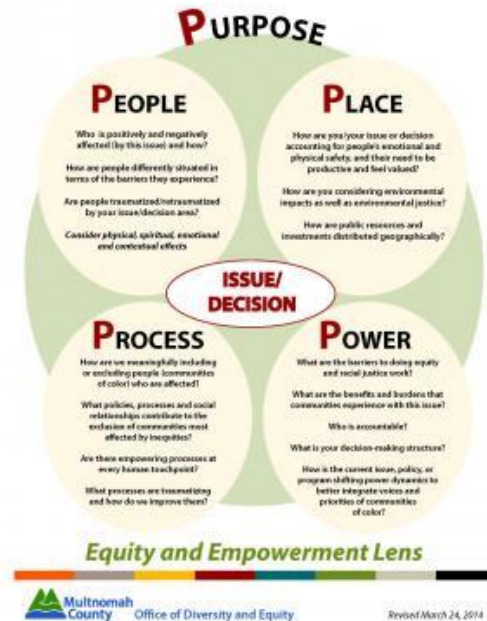 PURPOSE
PEOPLE
Who is positively and negatively
affected (by this issue) and how?
How are people differently situated in
terms of the barriers they experience?
Are people traumatized/retraumatized
by your issue/decision area?
Consider physical, spiritual, emotional
and contextual effects
PLACE
How are you/your issue or decision
accounting for people's emotional and
physical safety, and their need to be
productive and feel valued?
How are you considering environmental
impacts as well as environmental justice?
How are public resources and
investments distributed geographically?
ISSUE/
DECISION
PROCESS
How are we meaningfully including
or excluding people (communities
of color) who are affected?
What policies, processes and social
relationships contribute to the
exclusion of communities most
affected by inequities?
Are there empowering processes at
every human touchpoint?
What processes are traumatizing
and how do we improve them?
POWER
What are the barriers to doing equity
and racial justice work?
What are the benefits and burdens that
communities experience with this issue?
Who is accountable?
What is your decision-making structure?
How is the current issue, policy, or
program shifting power dynamics to
better integrate voices and
priorities of communities
of color?
Equity and Empowerment Lens
Multnomah
County
Office of Diversity and Equity
Revised March 24, 2014